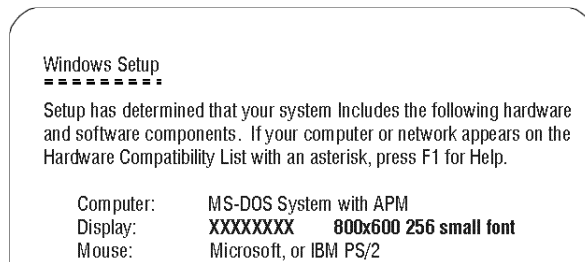 Windows Setup
=========
Setup has determined that your system Includes the following hardware
and software components. If your computer or network appears on the
Hardware Compatibility List with an asterisk, press F1 for Help.
Computer: MS-DOS System with APM
Display: XXXXXXXX 800x600 256 small font
Mouse: Microsoft, or IBM PS/2